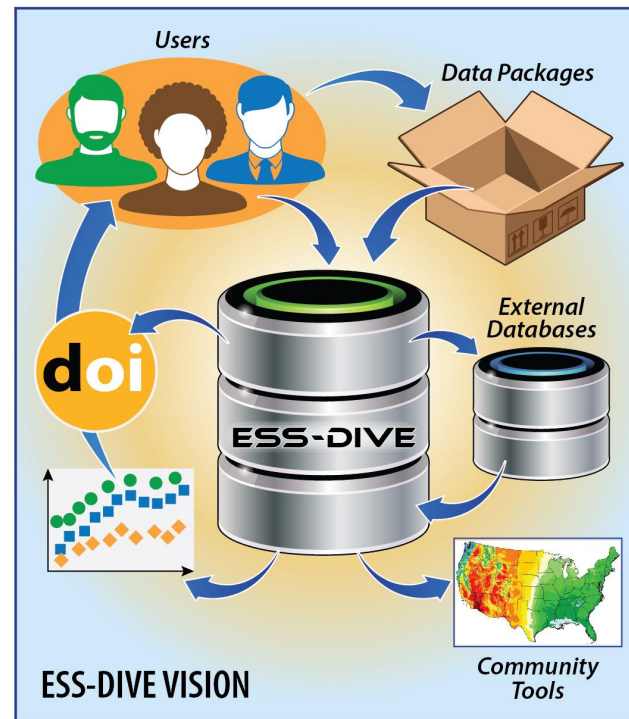 Users
Data Packages
External
Databases
doi
ESS-DIVE
Community
Tools
ESS-DIVE VISION